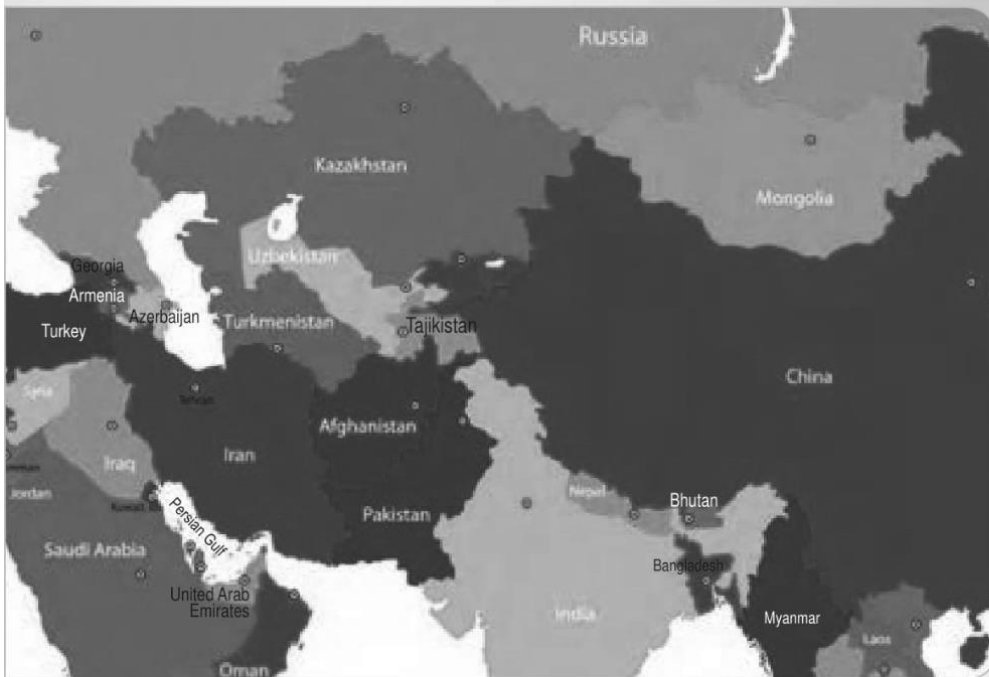 Russia
Kazakhstan
Mongolia
Uzbekistan
Georgia
Armenia
Azerbaijan
Turkey
Turkmenistan
Tajikistan
China
Syria
Tehran
Afghanistan
Iran
Iraq
Jordan
Kuwait
Persian Gulf
Pakistan
Nepal
Bhutan
Saudi Arabia
Bangladesh
United Arab
Emirates
India
Myanmar
Laos
Oman